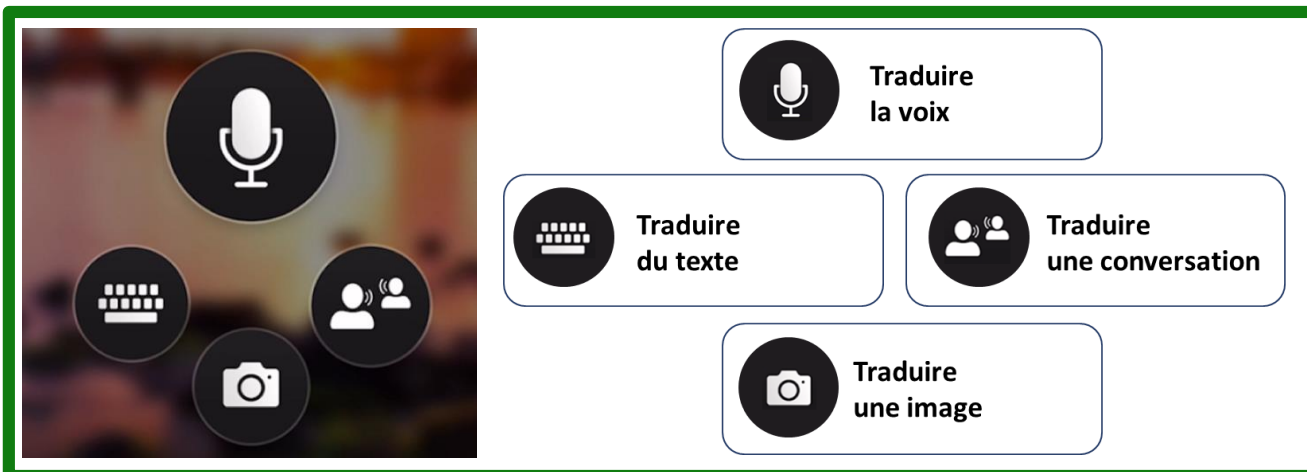 Traduire
la voix
Traduire
du texte
Traduire
une conversation
Traduire
une image